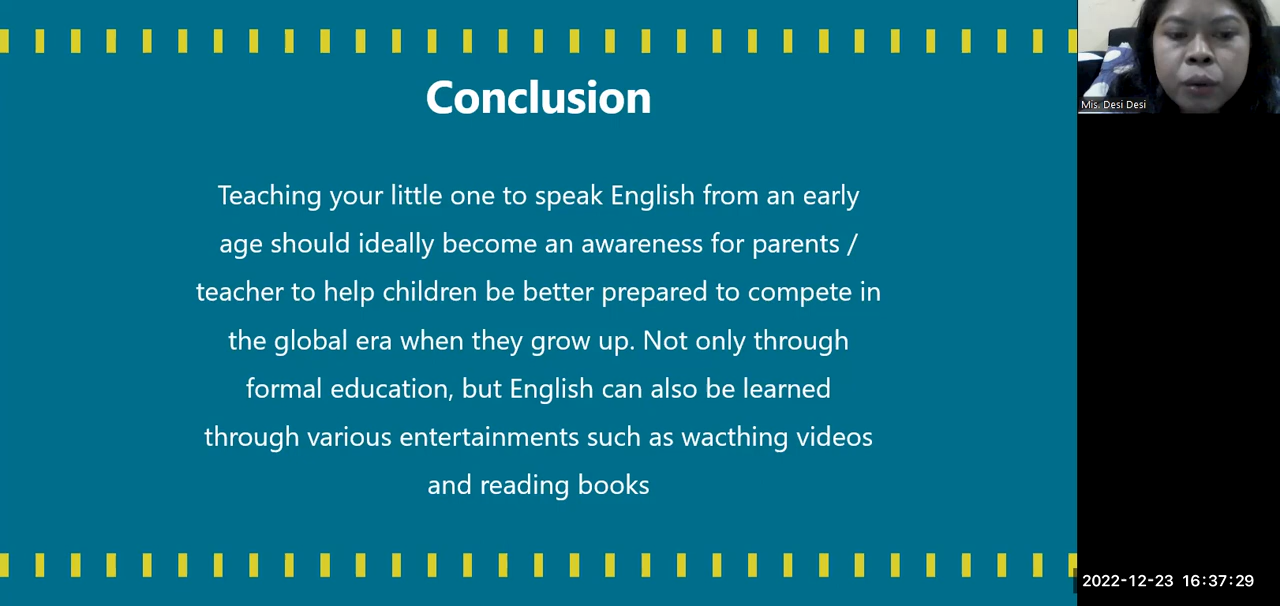 Conclusion
Teaching your little one to speak English from an early
age should ideally become an awareness for parents /
teacher to help children be better prepared to compete in
the global era when they grow up. Not only through
formal education, but English can also be learned
through various entertainments such as wacthing videos
and reading books
Mis. Desi Desi
2022-12-23 16:37:29